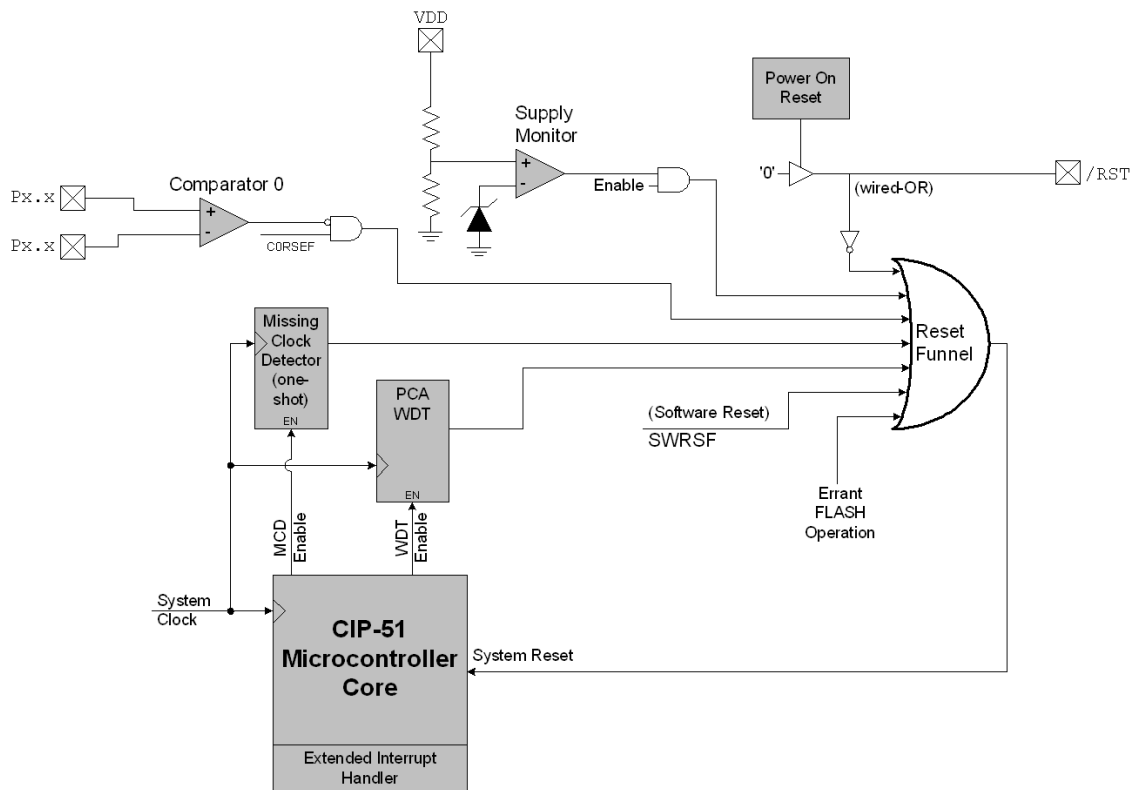 VDD
Power On
Reset
Supply
Monitor
+
-
Enable
'0'
(wired-OR)
/RST
Comparator 0
Px.x
Px.x
+
-
C0RSEF
Missing
Clock
Detector
(one-
shot)
EN
PCA
WDT
EN
Reset
Funnel
(Software Reset)
SWRSF
Errant
FLASH
Operation
MCD
Enable
WDT
Enable
System
Clock
CIP-51
Microcontroller
Core
System Reset
Extended Interrupt
Handler